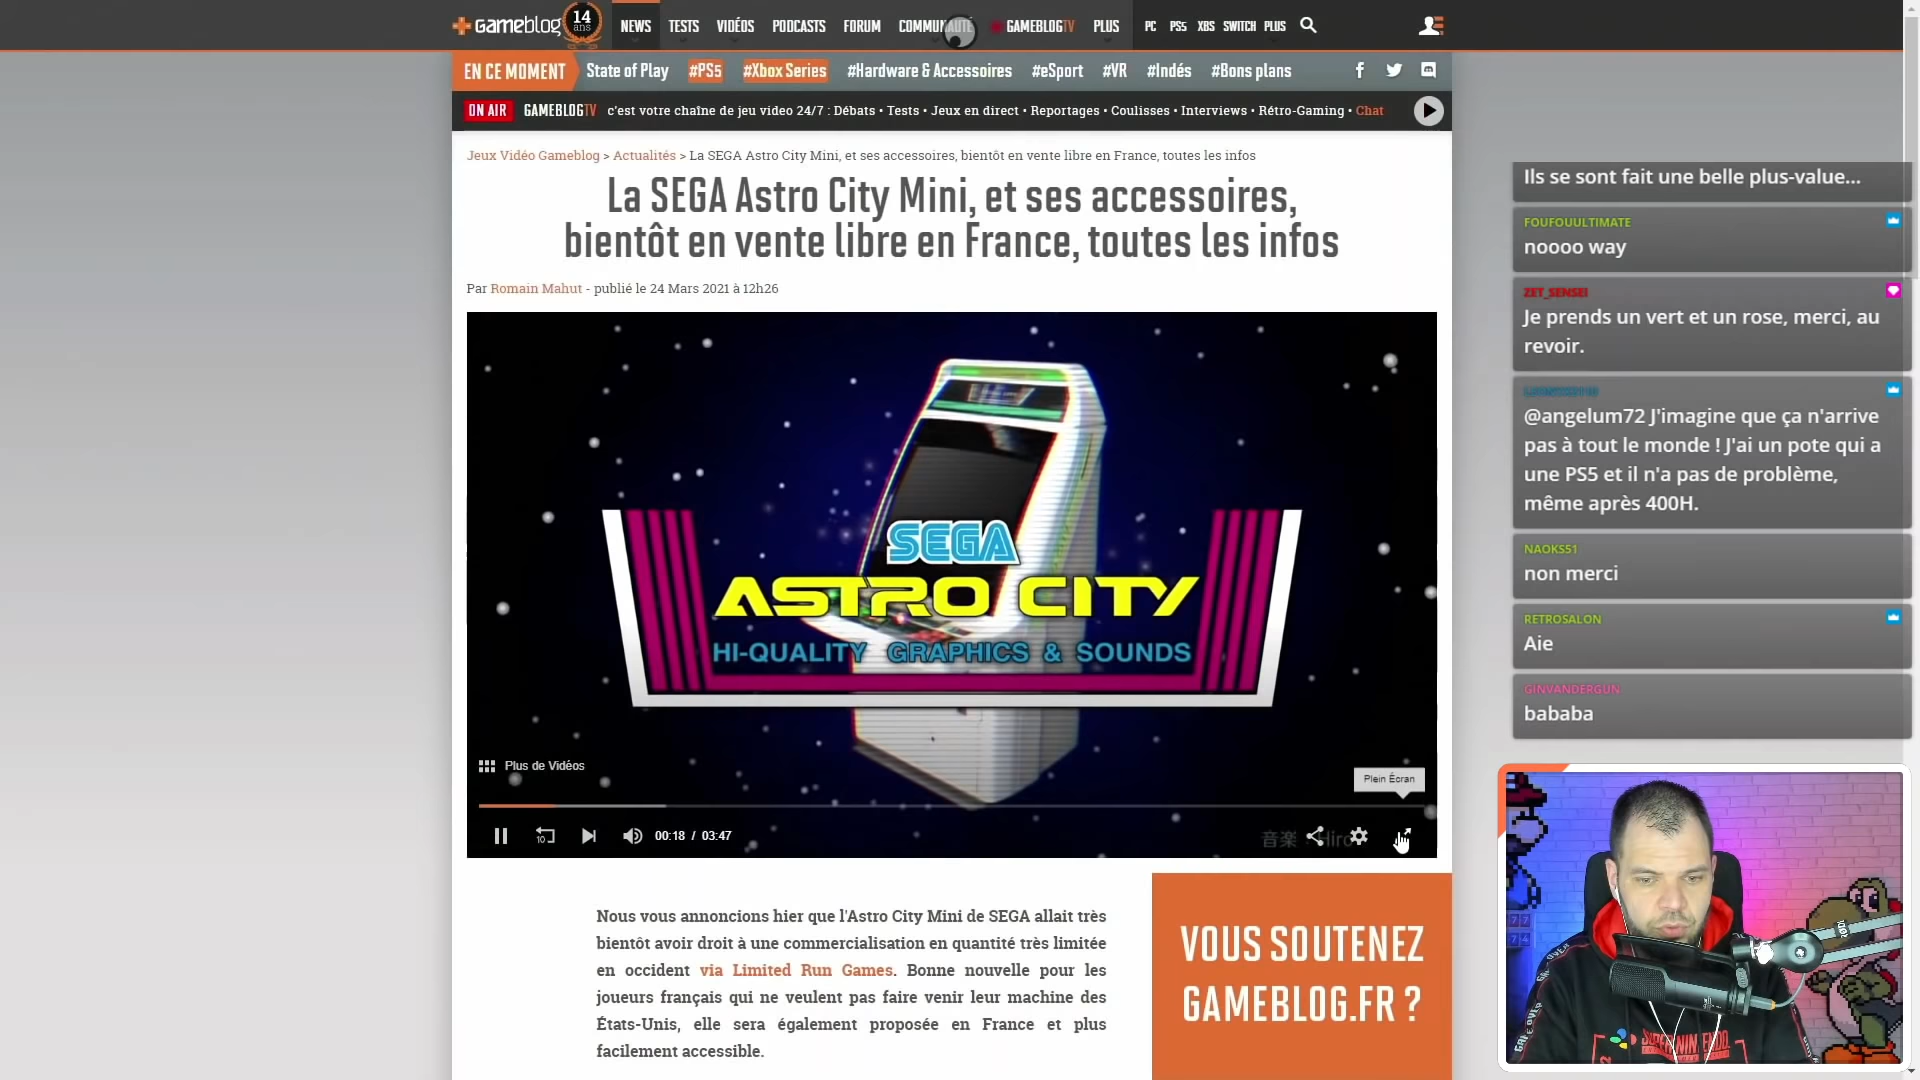 gameblog
14
ans
NEWS
TESTS
VIDÉOS
PODCASTS
FORUM
COMMUNAUTÉ
GAMEBLOGTV
PLUS
PC
PS5
XBS
SWITCH
PLUS
EN CE MOMENT
State of Play
#PS5
#Xbox Series
#Hardware & Accessoires
#eSport
#VR
#Indés
#Bons plans
ON AIR
GAMEBLOGTV
c'est votre chaîne de jeu video 24/7 : Débats • Tests • Jeux en direct • Reportages • Coulisses • Interviews • Rétro-Gaming • Chat
Jeux Vidéo Gameblog > Actualités > La SEGA Astro City Mini, et ses accessoires, bientôt en vente libre en France, toutes les infos
La SEGA Astro City Mini, et ses accessoires,
bientôt en vente libre en France, toutes les infos
Par Romain Mahut - publié le 24 Mars 2021 à 12h26
SEGA
ASTRO CITY
HI-QUALITY GRAPHICS & SOUNDS
Plus de Vidéos
Plein Écran
10
00:18 / 03:47
音楽
Hiro
Nous vous annoncions hier que l'Astro City Mini de SEGA allait très
bientôt avoir droit à une commercialisation en quantité très limitée
en occident via Limited Run Games. Bonne nouvelle pour les
joueurs français qui ne veulent pas faire venir leur machine des
États-Unis, elle sera également proposée en France et plus
facilement accessible.
VOUS SOUTENEZ
GAMEBLOG.FR ?
Ils se sont fait une belle plus-value...
FOUFOUULTIMATE
noooo way
ZET_SENSEI
Je prends un vert et un rose, merci, au
revoir.
@angelum72 J'imagine que ça n'arrive
pas à tout le monde ! J'ai un pote qui a
une PS5 et il n'a pas de problème,
même après 400H.
NAOKS51
non merci
RETROSALON
Aie
GINVANDERGUN
bababa
GAME OVER